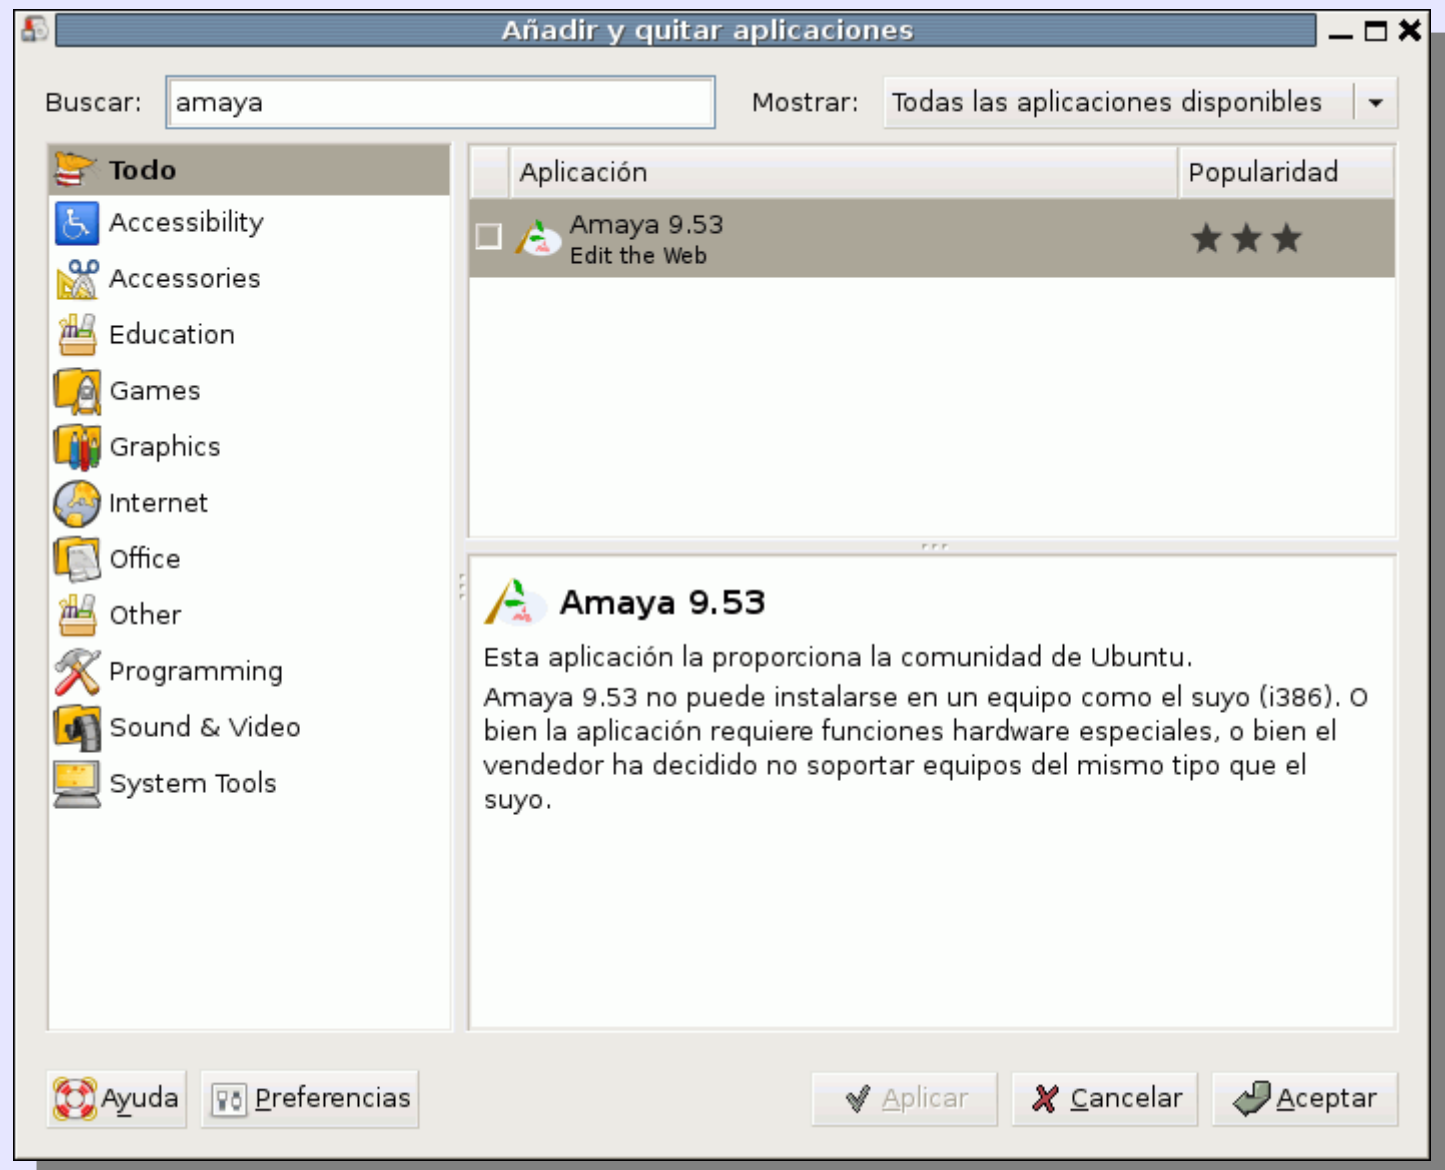 Añadir y quitar aplicaciones
Buscar: amaya Mostrar: Todas las aplicaciones disponibles
Todo
Accessibility
Accessories
Education
Games
Graphics
Internet
Office
Other
Programming
Sound & Video
System Tools
Aplicación Popularidad
Amaya 9.53
Edit the Web
Amaya 9.53
Esta aplicación la proporciona la comunidad de Ubuntu.
Amaya 9.53 no puede instalarse en un equipo como el suyo (i386). O
bien la aplicación requiere funciones hardware especiales, o bien el
vendedor ha decidido no soportar equipos del mismo tipo que el
suyo.
Ayuda Preferencias Aplicar Cancelar Aceptar